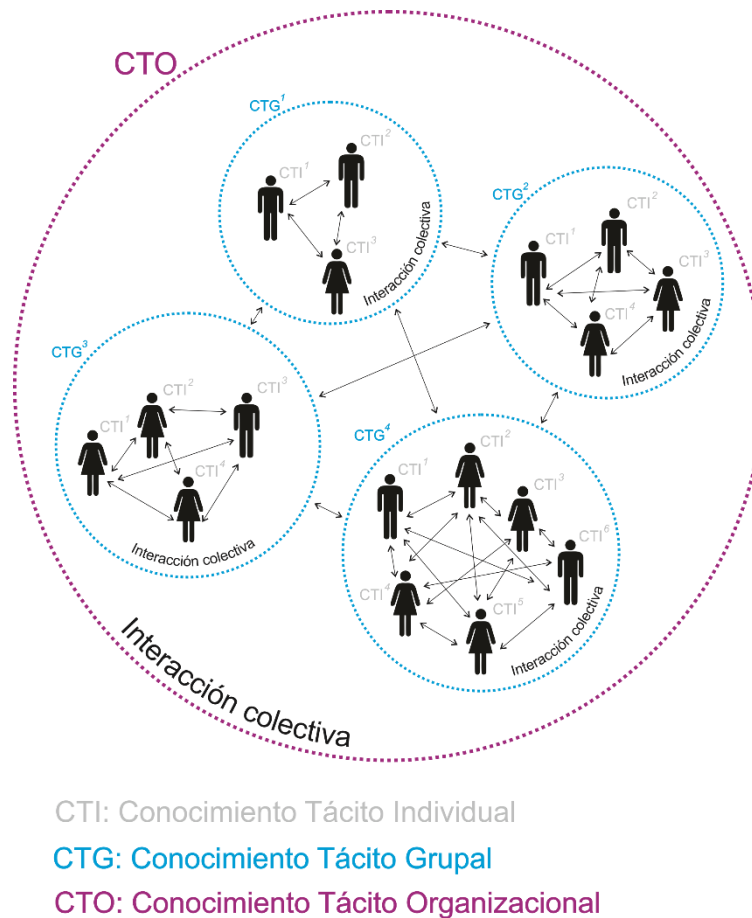 CTO
CTG¹
CTI¹
CTI²
CTI³
Interacción colectiva
CTG²
CTI¹
CTI²
CTI³
CTI⁴
Interacción colectiva
CTG³
CTI¹
CTI²
CTI³
CTI⁴
Interacción colectiva
CTG⁴
CTI¹
CTI²
CTI³
CTI⁴
CTI⁵
CTI⁶
Interacción colectiva
Interacción colectiva
CTI: Conocimiento Tácito Individual
CTG: Conocimiento Tácito Grupal
CTO: Conocimiento Tácito Organizacional